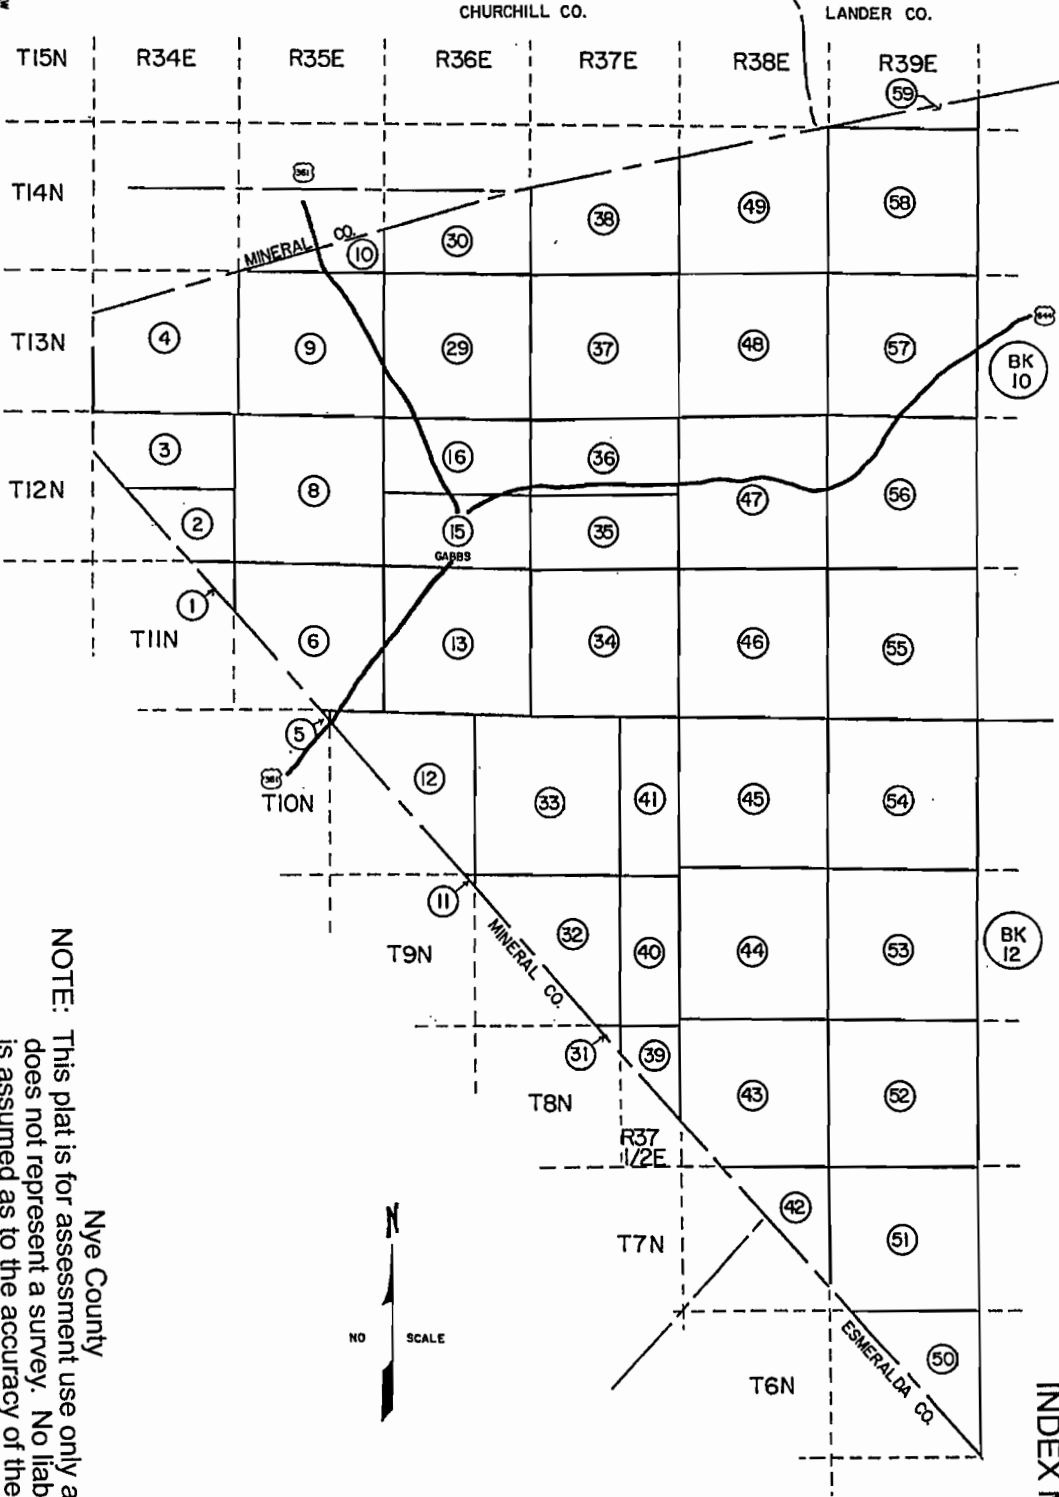 CHURCHILL CO.
LANDER CO.
T15N R34E R35E R36E R37E R38E R39E
59
T14N
361
MINERAL CO.
10 30 38 49 58
T13N 4 9 29 37 48 57
BK
10
T12N 3 8 16 36 47 56
2 15 35
GABBS
1
T11N 6 13 34 46 55
5
361
T10N
12 33 41 45 54
11
T9N
MINERAL CO.
32 40 44 53
BK
12
31 39
T8N
R37
1/2E
43 52
T7N
42 51
N
NO SCALE
T6N
ESMERALDA CO.
50
Nye County
NOTE: This plat is for assessment use only
does not represent a survey. No
is assumed as to the accuracy of the
INDEX